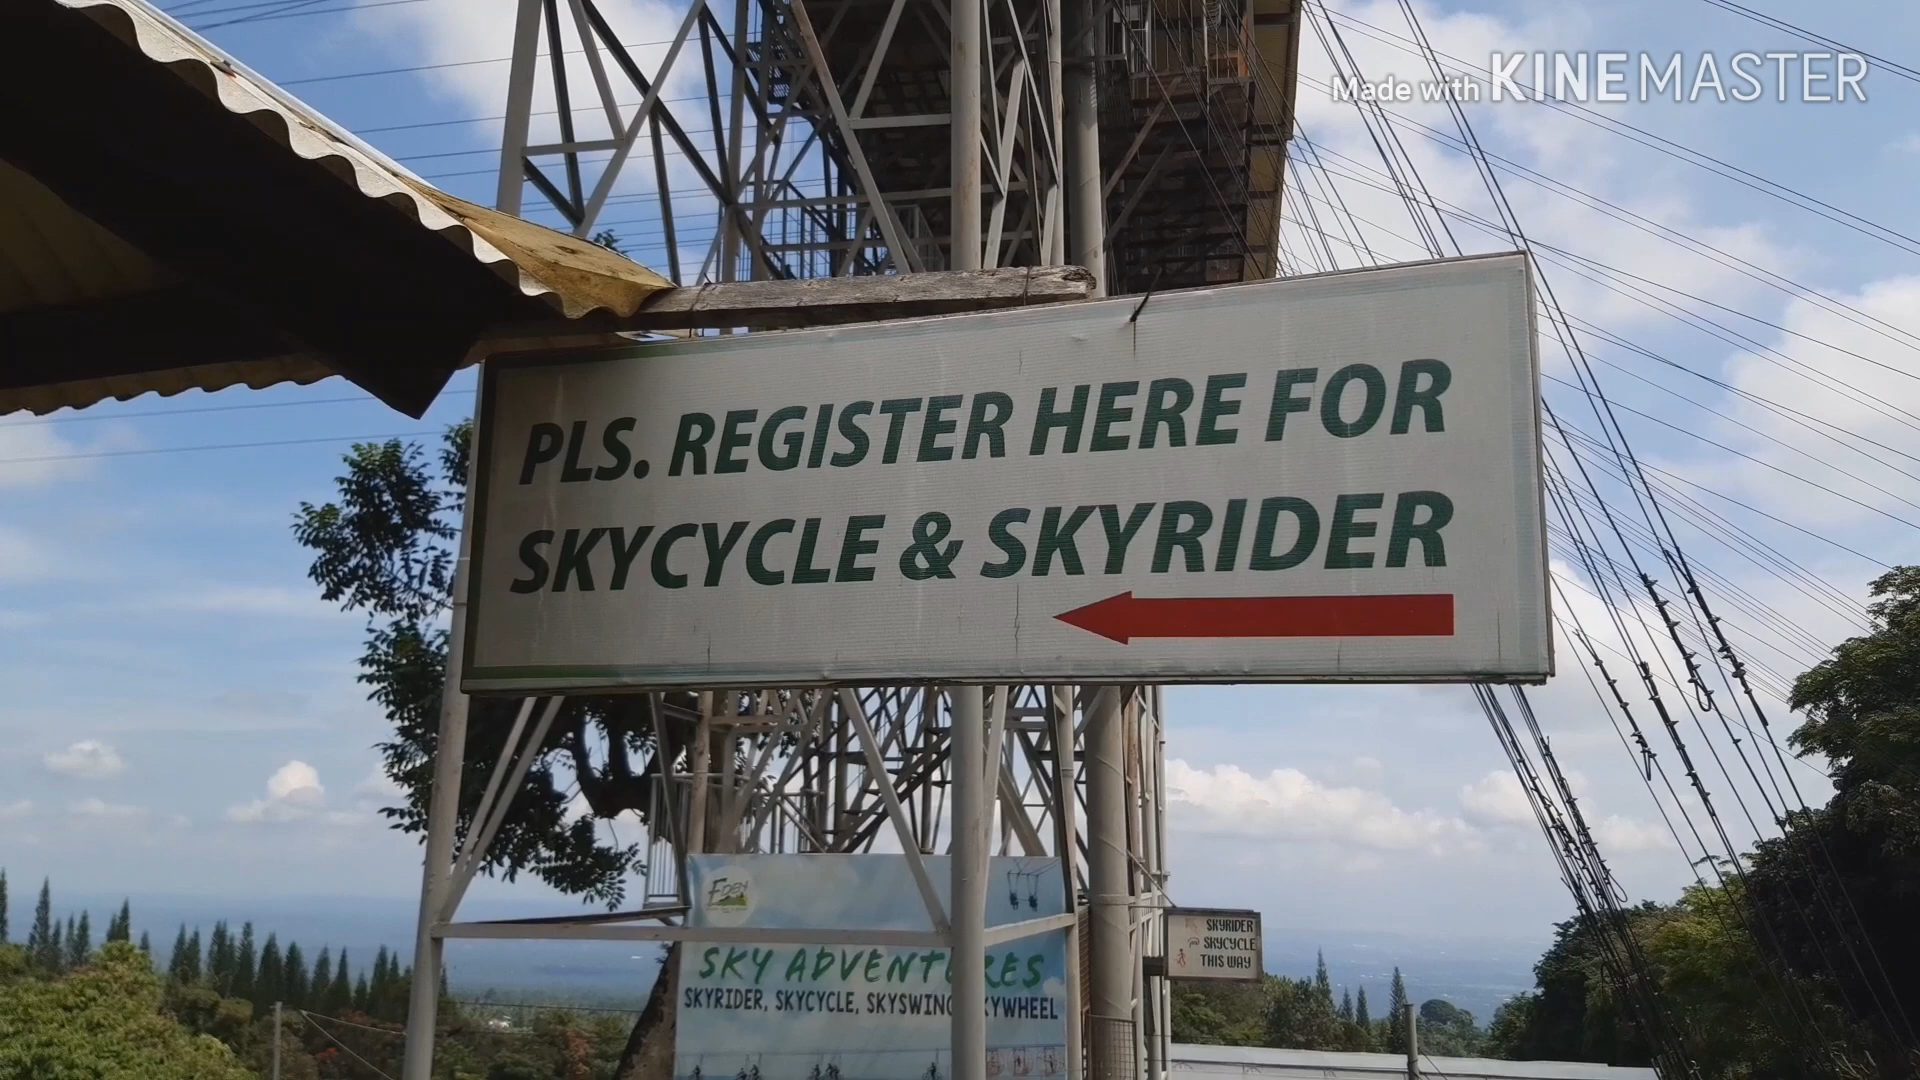 Made with KINEMASTER
PLS. REGISTER HERE FOR
SKYCYCLE & SKYRIDER
EDEN
SKY ADVENTURES
SKYRIDER, SKYCYCLE, SKYSWING, SKYWHEEL
SKYRIDER
SKYCYCLE
THIS WAY